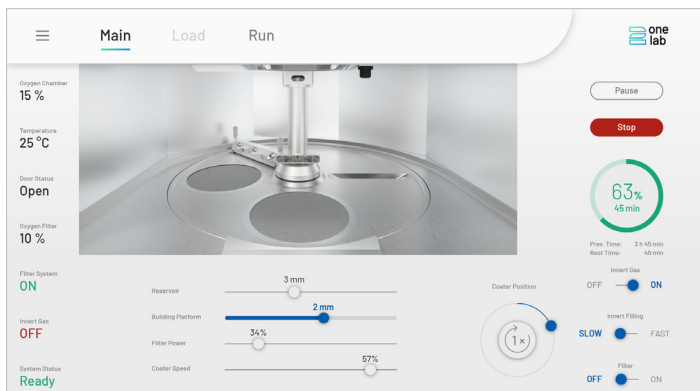 Main
Load
Run
one
lab
Oxygen Chamber
15 %
Temperature
25 °C
Door Status
Open
Oxygen Filter
10 %
Filter System
ON
Innert Gas
OFF
System Status
Ready
Reservoir
3 mm
Building Platform
2 mm
Filter Power
34%
Coater Speed
57%
Coater Position
1×
Pause
Stop
63%
45 min
Prev. Time: 3 h 45 min
Rest Time: 45 min
Innert Gas
OFF ON
Innert Filling
SLOW FAST
Filter
OFF ON